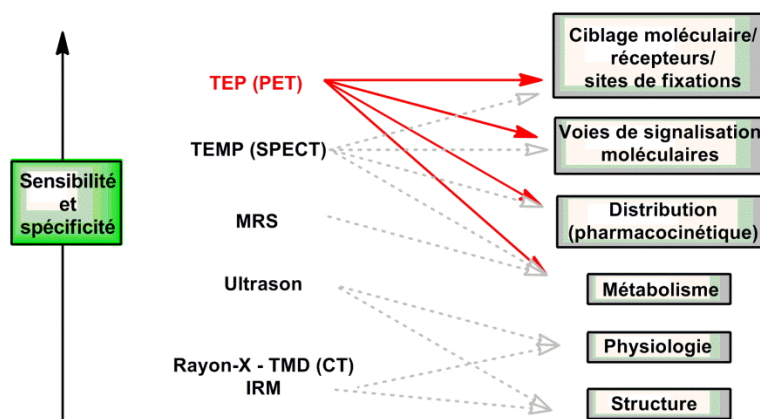 Ciblage moléculaire/
récepteurs/
sites de fixations
TEP (PET)
Voies de signalisation
moléculaires
TEMP (SPECT)
Sensibilité
et
spécificité
Distribution
(pharmacocinétique)
MRS
Métabolisme
Ultrason
Physiologie
Rayon-X - TMD (CT)
IRM
Structure